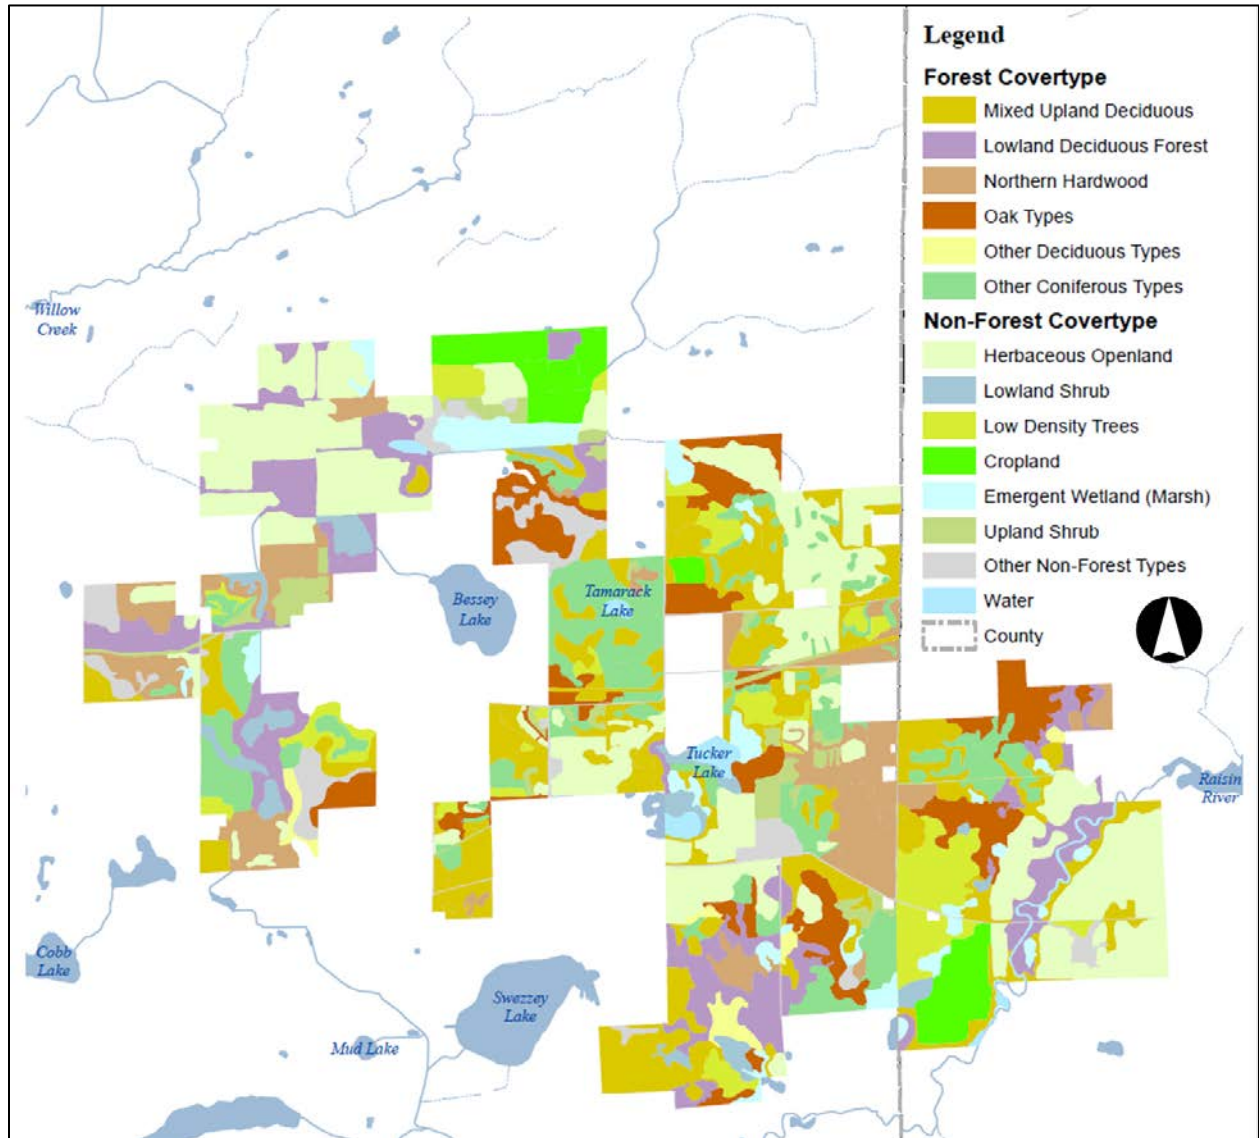 Legend
Forest Covertype
Mixed Upland Deciduous
Lowland Deciduous Forest
Northern Hardwood
Oak Types
Other Deciduous Types
Other Coniferous Types
Non-Forest Covertype
Herbaceous Openland
Lowland Shrub
Low Density Trees
Cropland
Emergent Wetland (Marsh)
Upland Shrub
Other Non-Forest Types
Water
County
Willow
Creek
Bessey
Lake
Tamarack
Lake
Tucker
Lake
Raisin
River
Cobb
Lake
Swezzey
Lake
Mud Lake